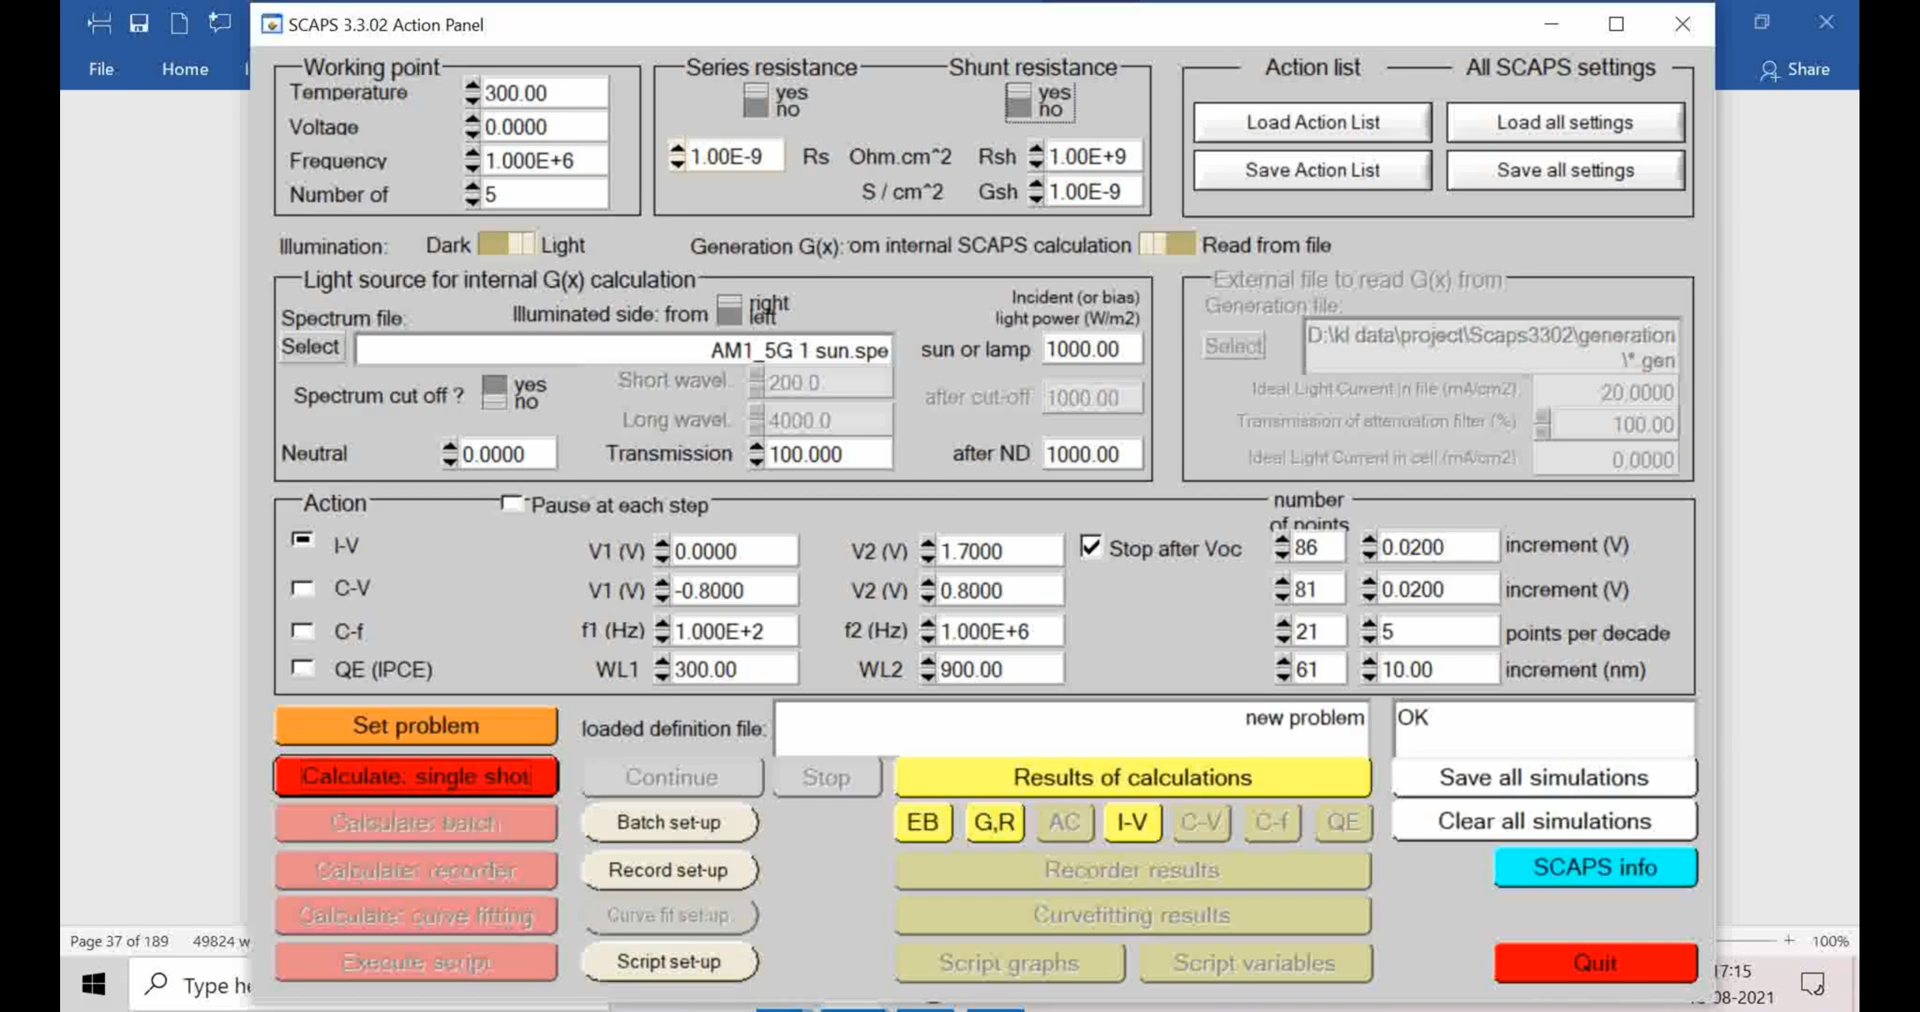 SCAPS 3.3.02 Action Panel
File Home
Share
Working point
Temperature 300.00
Voltage 0.0000
Frequency 1.000E+6
Number of 5
Series resistance
yes
no
Shunt resistance
yes
no
1.00E-9 Rs Ohm.cm^2 Rsh 1.00E+9
S / cm^2 Gsh 1.00E-9
Action list
All SCAPS settings
Load Action List Load all settings
Save Action List Save all settings
Illumination: Dark Light
Generation G(x): om internal SCAPS calculation Read from file
Light source for internal G(x) calculation
Spectrum file: Illuminated side: from right
left
Incident (or bias)
light power (W/m2)
Select AM1_5G 1 sun.spe sun or lamp 1000.00
Spectrum cut off ? yes
no
Short wavel. 200.0 after cut-off 1000.00
Long wavel. 4000.0
Neutral 0.0000 Transmission 100.000 after ND 1000.00
External file to read G(x) from
Generation file:
Select D:\kl data\project\Scaps3302\generation
\*.gen
Ideal Light Current in file (mA/cm2) 20.0000
Transmission of attenuation filter (%) 100.00
Ideal Light Current in cell (mA/cm2) 0.0000
Action Pause at each step number
of points
I-V V1 (V) 0.0000 V2 (V) 1.7000 Stop after Voc 86 0.0200 increment (V)
C-V V1 (V) -0.8000 V2 (V) 0.8000 81 0.0200 increment (V)
C-f f1 (Hz) 1.000E+2 f2 (Hz) 1.000E+6 21 5 points per decade
QE (IPCE) WL1 300.00 WL2 900.00 61 10.00 increment (nm)
Set problem loaded definition file: new problem OK
Calculate: single shot Continue Stop Results of calculations Save all simulations
Calculate: batch Batch set-up EB G,R AC I-V C-V C-f QE Clear all simulations
Calculate: recorder Record set-up Recorder results SCAPS info
Calculate: curve fitting Curve fit set-up Curvefitting results
Execute script Script set-up Script graphs Script variables Quit
Page 37 of 189 49824 w
100%
Type he
17:15
08-2021